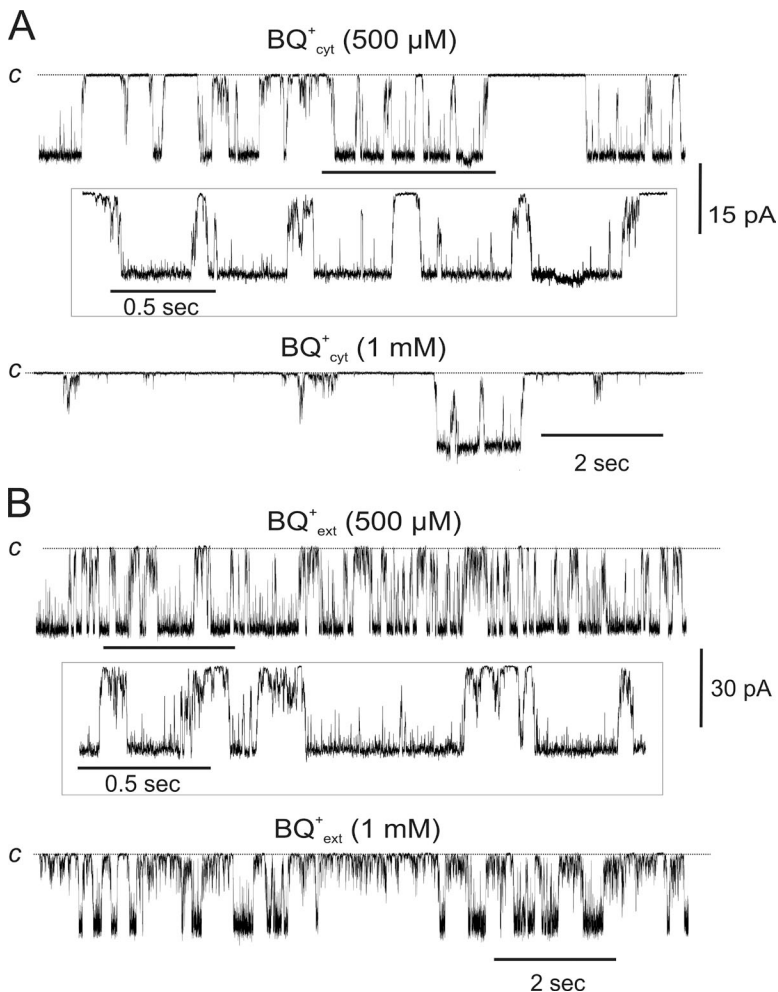 A
BQ⁺cyt (500 µM)
c
15 pA
0.5 sec
BQ⁺cyt (1 mM)
c
2 sec
B
BQ⁺ext (500 µM)
c
30 pA
0.5 sec
BQ⁺ext (1 mM)
c
2 sec